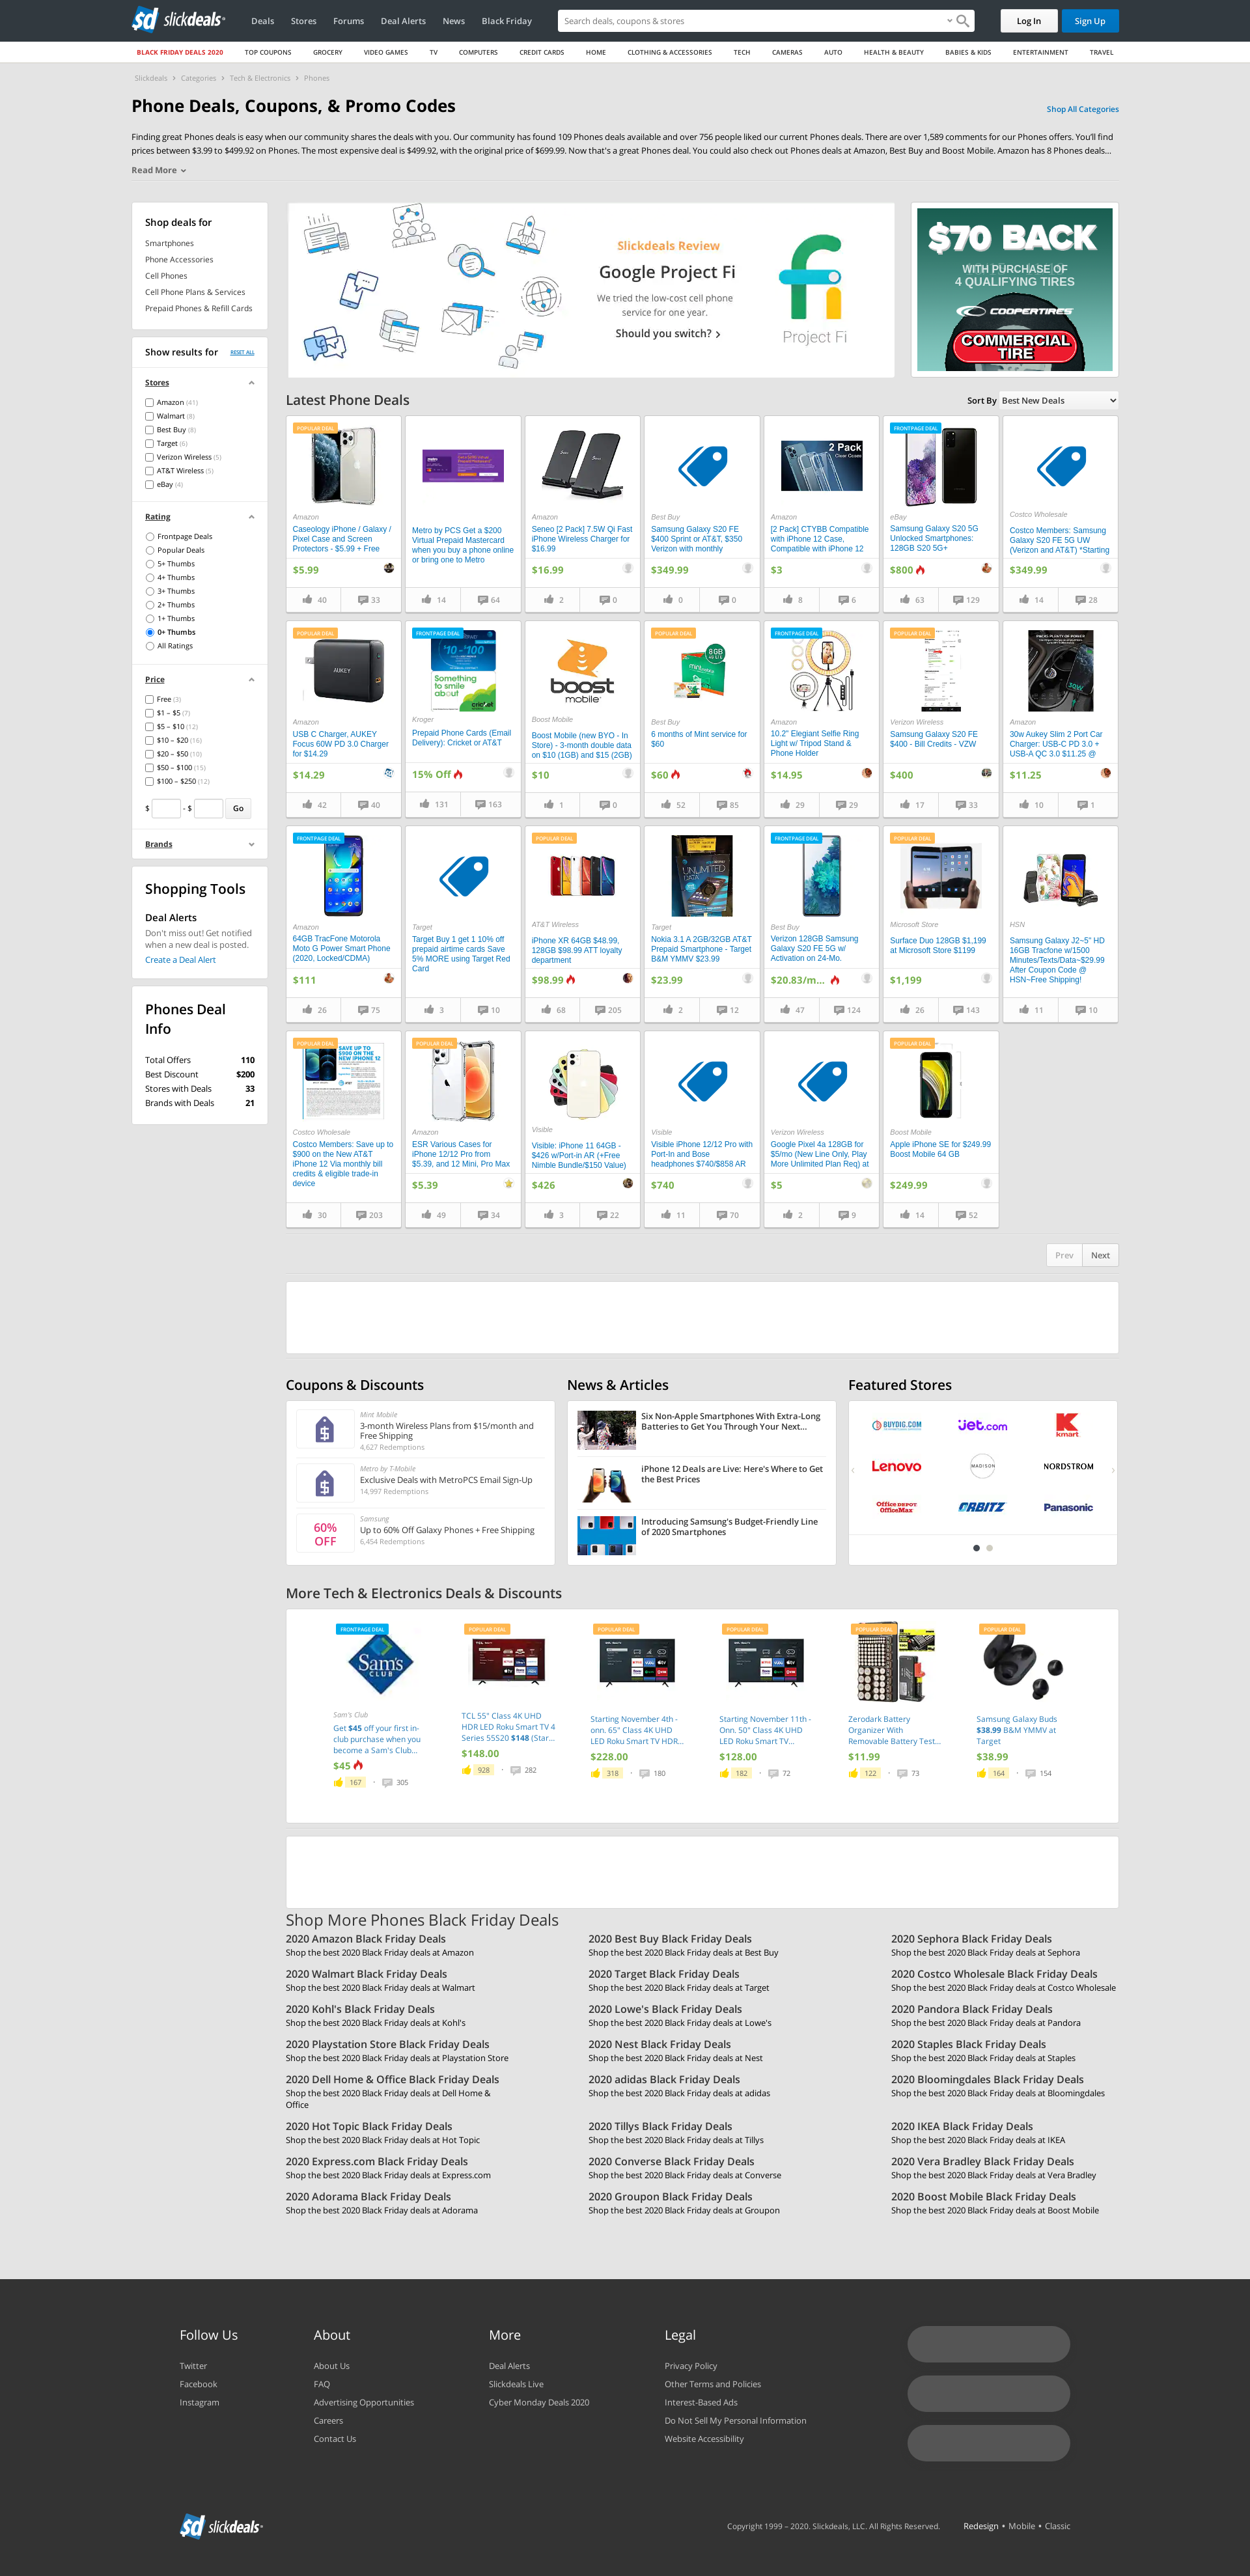 sd slickdeals
Deals Stores Forums Deal Alerts News Black Friday
Search deals, coupons & stores
Log In
Sign Up
BLACK FRIDAY DEALS 2020 TOP COUPONS GROCERY VIDEO GAMES TV COMPUTERS CREDIT CARDS HOME CLOTHING & ACCESSORIES TECH CAMERAS AUTO HEALTH & BEAUTY BABIES & KIDS ENTERTAINMENT TRAVEL
Slickdeals > Categories > Tech & Electronics > Phones
Phone Deals, Coupons, & Promo Codes
Shop All Categories
Finding great Phones deals is easy when our community shares the deals with you. Our community has found 109 Phones deals available and over 756 people liked our current Phones deals. There are over 1,589 comments for our Phones offers. You'll find
prices between $3.99 to $499.92 on Phones. The most expensive deal is $499.92, with the original price of $699.99. Now that's a great Phones deal. You could also check out Phones deals at Amazon, Best Buy and Boost Mobile. Amazon has 8 Phones deals...
Read More
Shop deals for
Smartphones
Phone Accessories
Cell Phones
Cell Phone Plans & Services
Prepaid Phones & Refill Cards
Show results for RESET ALL
Stores
Amazon (41)
Walmart (8)
Best Buy (8)
Target (6)
Verizon Wireless (5)
AT&T Wireless (5)
eBay (4)
Rating
Frontpage Deals
Popular Deals
5+ Thumbs
4+ Thumbs
3+ Thumbs
2+ Thumbs
1+ Thumbs
0+ Thumbs
All Ratings
Price
Free (3)
$1 – $5 (7)
$5 – $10 (12)
$10 – $20 (16)
$20 – $50 (10)
$50 – $100 (15)
$100 – $250 (12)
$ - $ Go
Brands
Shopping Tools
Deal Alerts
Don't miss out! Get notified
when a new deal is posted.
Create a Deal Alert
Phones Deal
Info
Total Offers 110
Best Discount $200
Stores with Deals 33
Brands with Deals 21
Slickdeals Review
Google Project Fi
We tried the low-cost cell phone
service for one year.
Should you switch? >
Project Fi
$70 BACK
WITH PURCHASE OF
4 QUALIFYING TIRES
COOPERTIRES
COMMERCIAL
TIRE
Latest Phone Deals
Sort By Best New Deals
POPULAR DEAL
Amazon
Caseology iPhone / Galaxy /
Pixel Case and Screen
Protectors - $5.99 + Free
$5.99
40 33
Metro by PCS Get a $200
Virtual Prepaid Mastercard
when you buy a phone online
or bring one to Metro
14 64
Amazon
Seneo [2 Pack] 7.5W Qi Fast
iPhone Wireless Charger for
$16.99
$16.99
2 0
Best Buy
Samsung Galaxy S20 FE
$400 Sprint or AT&T, $350
Verizon with monthly
$349.99
0 0
2 Pack
Clear Cases
Amazon
[2 Pack] CTYBB Compatible
with iPhone 12 Case,
Compatible with iPhone 12
$3
8 6
FRONTPAGE DEAL
eBay
Samsung Galaxy S20 5G
Unlocked Smartphones:
128GB S20 5G+
$800
63 129
Costco Wholesale
Costco Members: Samsung
Galaxy S20 FE 5G UW
(Verizon and AT&T) *Starting
$349.99
14 28
POPULAR DEAL
AUKEY
Amazon
USB C Charger, AUKEY
Focus 60W PD 3.0 Charger
for $14.29
$14.29
42 40
FRONTPAGE DEAL
$10-$100
Something
to smile
about
cricket
Kroger
Prepaid Phone Cards (Email
Delivery): Cricket or AT&T
15% Off
131 163
boost
mobile
Boost Mobile
Boost Mobile (new BYO - In
Store) - 3-month double data
on $10 (1GB) and $15 (2GB)
$10
1 0
POPULAR DEAL
8GB
Best Buy
6 months of Mint service for
$60
$60
52 85
FRONTPAGE DEAL
Amazon
10.2" Elegiant Selfie Ring
Light w/ Tripod Stand &
Phone Holder
$14.95
29 29
POPULAR DEAL
Verizon Wireless
Samsung Galaxy S20 FE
$400 - Bill Credits - VZW
$400
17 33
30W
Amazon
30w Aukey Slim 2 Port Car
Charger: USB-C PD 3.0 +
USB-A QC 3.0 $11.25 @
$11.25
10 1
FRONTPAGE DEAL
Amazon
64GB TracFone Motorola
Moto G Power Smart Phone
(2020, Locked/CDMA)
$111
26 75
Target
Target Buy 1 get 1 10% off
prepaid airtime cards Save
5% MORE using Target Red
Card
3 10
POPULAR DEAL
AT&T Wireless
iPhone XR 64GB $48.99,
128GB $98.99 ATT loyalty
department
$98.99
68 205
UNLIMITED
DATA
Target
Nokia 3.1 A 2GB/32GB AT&T
Prepaid Smartphone - Target
B&M YMMV $23.99
$23.99
2 12
FRONTPAGE DEAL
Best Buy
Verizon 128GB Samsung
Galaxy S20 FE 5G w/
Activation on 24-Mo.
$20.83/m...
47 124
POPULAR DEAL
Microsoft Store
Surface Duo 128GB $1,199
at Microsoft Store $1199
$1,199
26 143
HSN
Samsung Galaxy J2~5" HD
16GB Tracfone w/1500
Minutes/Texts/Data~$29.99
After Coupon Code @
HSN~Free Shipping!
11 10
POPULAR DEAL
SAVE UP TO
$900 ON THE
NEW IPHONE 12
Costco Wholesale
Costco Members: Save up to
$900 on the New AT&T
iPhone 12 Via monthly bill
credits & eligible trade-in
device
30 203
POPULAR DEAL
Amazon
ESR Various Cases for
iPhone 12/12 Pro from
$5.39, and 12 Mini, Pro Max
$5.39
49 34
Visible
Visible: iPhone 11 64GB -
$426 w/Port-in AR (+Free
Nimble Bundle/$150 Value)
$426
3 22
Visible
Visible iPhone 12/12 Pro with
Port-In and Bose
headphones $740/$858 AR
$740
11 70
Verizon Wireless
Google Pixel 4a 128GB for
$5/mo (New Line Only, Play
More Unlimited Plan Req) at
$5
2 9
POPULAR DEAL
Boost Mobile
Apple iPhone SE for $249.99
Boost Mobile 64 GB
$249.99
14 52
Prev Next
Coupons & Discounts
Mint Mobile
3-month Wireless Plans from $15/month and
Free Shipping
4,627 Redemptions
Metro by T-Mobile
Exclusive Deals with MetroPCS Email Sign-Up
14,997 Redemptions
60%
OFF
Samsung
Up to 60% Off Galaxy Phones + Free Shipping
6,454 Redemptions
News & Articles
Six Non-Apple Smartphones With Extra-Long
Batteries to Get You Through Your Next...
iPhone 12 Deals are Live: Here's Where to Get
the Best Prices
Introducing Samsung's Budget-Friendly Line
of 2020 Smartphones
Featured Stores
BUYDIG.COM
jet.com
kmart
Lenovo
MADISON
NORDSTROM
Office DEPOT
OfficeMax
ORBITZ
Panasonic
More Tech & Electronics Deals & Discounts
FRONTPAGE DEAL
Sam's
CLUB
Sam's Club
Get $45 off your first in-
club purchase when you
become a Sam's Club...
$45
167 · 305
POPULAR DEAL
TCL 55" Class 4K UHD
HDR LED Roku Smart TV 4
Series 55S20 $148 (Star...
$148.00
928 · 282
POPULAR DEAL
Starting November 4th -
onn. 65" Class 4K UHD
LED Roku Smart TV HDR...
$228.00
318 · 180
POPULAR DEAL
Starting November 11th -
Onn. 50" Class 4K UHD
LED Roku Smart TV...
$128.00
182 · 72
POPULAR DEAL
Zerodark Battery
Organizer With
Removable Battery Test...
$11.99
122 · 73
POPULAR DEAL
Samsung Galaxy Buds
$38.99 B&M YMMV at
Target
$38.99
164 · 154
Shop More Phones Black Friday Deals
2020 Amazon Black Friday Deals
Shop the best 2020 Black Friday deals at Amazon
2020 Best Buy Black Friday Deals
Shop the best 2020 Black Friday deals at Best Buy
2020 Sephora Black Friday Deals
Shop the best 2020 Black Friday deals at Sephora
2020 Walmart Black Friday Deals
Shop the best 2020 Black Friday deals at Walmart
2020 Target Black Friday Deals
Shop the best 2020 Black Friday deals at Target
2020 Costco Wholesale Black Friday Deals
Shop the best 2020 Black Friday deals at Costco Wholesale
2020 Kohl's Black Friday Deals
Shop the best 2020 Black Friday deals at Kohl's
2020 Lowe's Black Friday Deals
Shop the best 2020 Black Friday deals at Lowe's
2020 Pandora Black Friday Deals
Shop the best 2020 Black Friday deals at Pandora
2020 Playstation Store Black Friday Deals
Shop the best 2020 Black Friday deals at Playstation Store
2020 Nest Black Friday Deals
Shop the best 2020 Black Friday deals at Nest
2020 Staples Black Friday Deals
Shop the best 2020 Black Friday deals at Staples
2020 Dell Home & Office Black Friday Deals
Shop the best 2020 Black Friday deals at Dell Home &
Office
2020 adidas Black Friday Deals
Shop the best 2020 Black Friday deals at adidas
2020 Bloomingdales Black Friday Deals
Shop the best 2020 Black Friday deals at Bloomingdales
2020 Hot Topic Black Friday Deals
Shop the best 2020 Black Friday deals at Hot Topic
2020 Tillys Black Friday Deals
Shop the best 2020 Black Friday deals at Tillys
2020 IKEA Black Friday Deals
Shop the best 2020 Black Friday deals at IKEA
2020 Express.com Black Friday Deals
Shop the best 2020 Black Friday deals at Express.com
2020 Converse Black Friday Deals
Shop the best 2020 Black Friday deals at Converse
2020 Vera Bradley Black Friday Deals
Shop the best 2020 Black Friday deals at Vera Bradley
2020 Adorama Black Friday Deals
Shop the best 2020 Black Friday deals at Adorama
2020 Groupon Black Friday Deals
Shop the best 2020 Black Friday deals at Groupon
2020 Boost Mobile Black Friday Deals
Shop the best 2020 Black Friday deals at Boost Mobile
Follow Us
Twitter
Facebook
Instagram
About
About Us
FAQ
Advertising Opportunities
Careers
Contact Us
More
Deal Alerts
Slickdeals Live
Cyber Monday Deals 2020
Legal
Privacy Policy
Other Terms and Policies
Interest-Based Ads
Do Not Sell My Personal Information
Website Accessibility
sd slickdeals
Copyright 1999 – 2020. Slickdeals, LLC. All Rights Reserved.
Redesign • Mobile • Classic